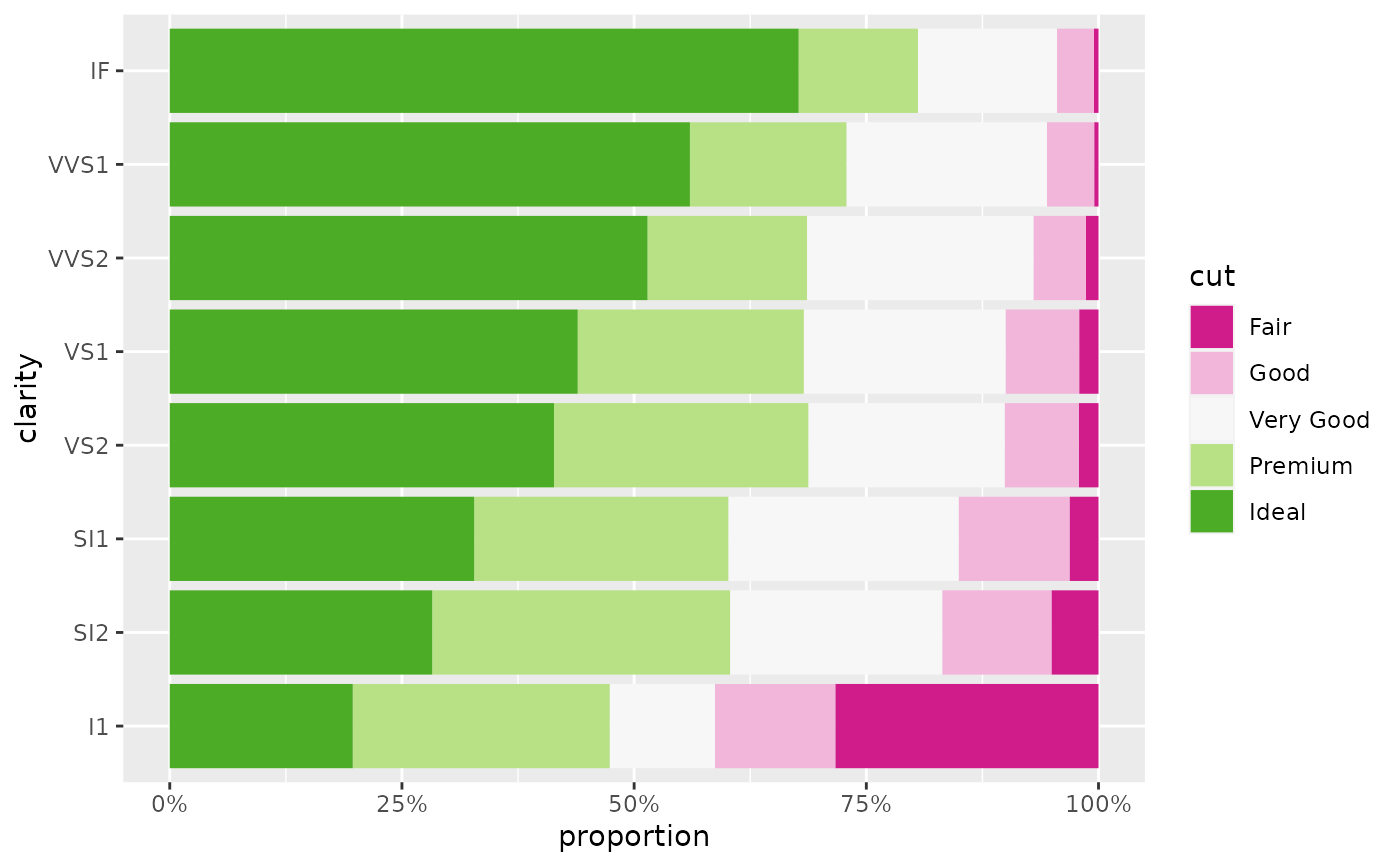 IF
VVS1
VVS2
VS1
VS2
SI1
SI2
I1
clarity
0% 25% 50% 75% 100%
proportion
cut
Fair
Good
Very Good
Premium
Ideal